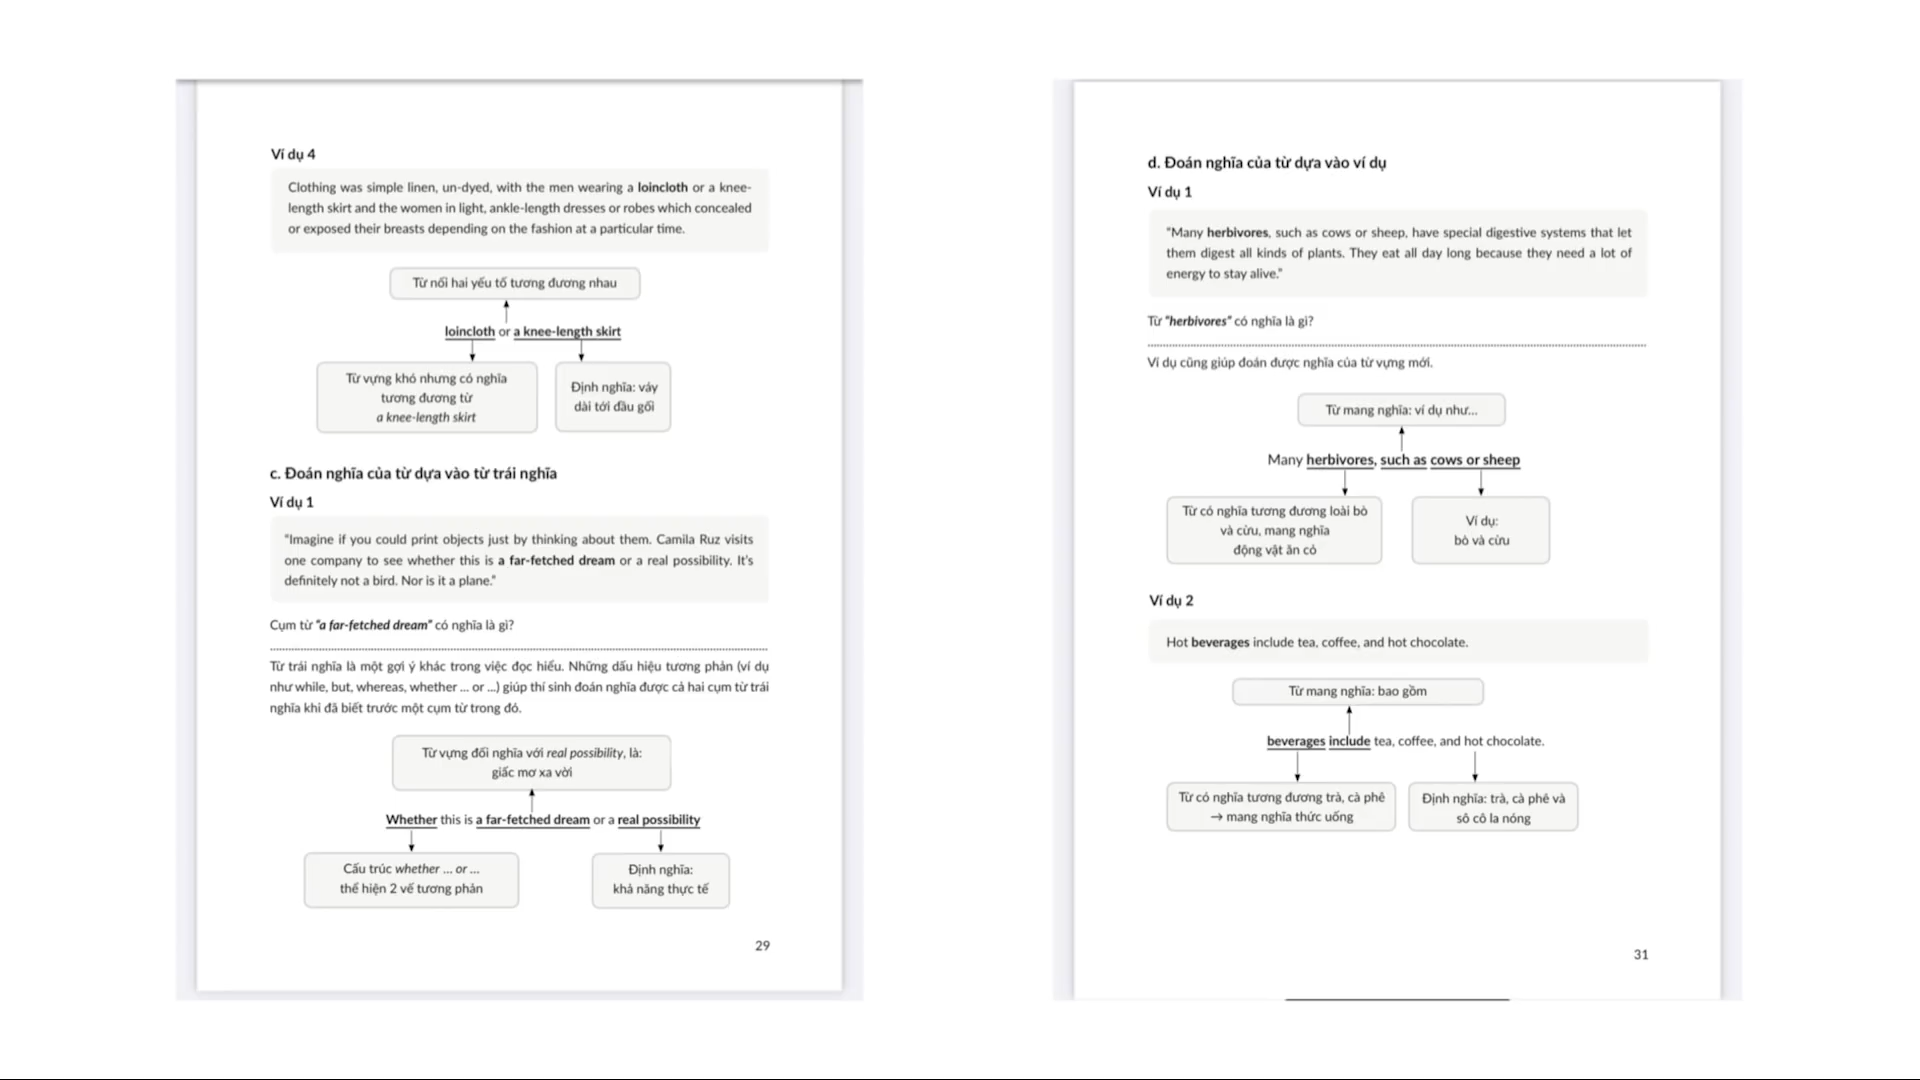 Ví dụ 4
Clothing was simple linen, un-dyed, with the men wearing a loincloth or a knee-
length skirt and the women in light, ankle-length dresses or robes which concealed
or exposed their breasts depending on the fashion at a particular time.
Từ nối hai yếu tố tương đương nhau
loincloth or a knee-length skirt
Từ vựng khó nhưng có nghĩa
tương đương từ
a knee-length skirt
Định nghĩa: váy
dài tới đầu gối
c. Đoán nghĩa của từ dựa vào từ trái nghĩa
Ví dụ 1
"Imagine if you could print objects just by thinking about them. Camila Ruz visits
one company to see whether this is a far-fetched dream or a real possibility. It's
definitely not a bird. Nor is it a plane."
Cụm từ "a far-fetched dream" có nghĩa là gì?
Từ trái nghĩa là một gợi ý khác trong việc đọc hiểu. Những dấu hiệu tương phản (ví dụ
như while, but, whereas, whether ... or ...) giúp thí sinh đoán nghĩa được cả hai cụm từ trái
nghĩa khi đã biết trước một cụm từ trong đó.
Từ vựng đối nghĩa với real possibility, là:
giấc mơ xa vời
Whether this is a far-fetched dream or a real possibility
Cấu trúc whether ... or ...
thể hiện 2 vế tương phản
Định nghĩa:
khả năng thực tế
29
d. Đoán nghĩa của từ dựa vào ví dụ
Ví dụ 1
"Many herbivores, such as cows or sheep, have special digestive systems that let
them digest all kinds of plants. They eat all day long because they need a lot of
energy to stay alive."
Từ "herbivores" có nghĩa là gì?
Ví dụ cũng giúp đoán được nghĩa của từ vựng mới.
Từ mang nghĩa: ví dụ như...
Many herbivores, such as cows or sheep
Từ có nghĩa tương đương loài bò
và cừu, mang nghĩa
động vật ăn cỏ
Ví dụ:
bò và cừu
Ví dụ 2
Hot beverages include tea, coffee, and hot chocolate.
Từ mang nghĩa: bao gồm
beverages include tea, coffee, and hot chocolate.
Từ có nghĩa tương đương trà, cà phê
→ mang nghĩa thức uống
Định nghĩa: trà, cà phê và
sô cô la nóng
31